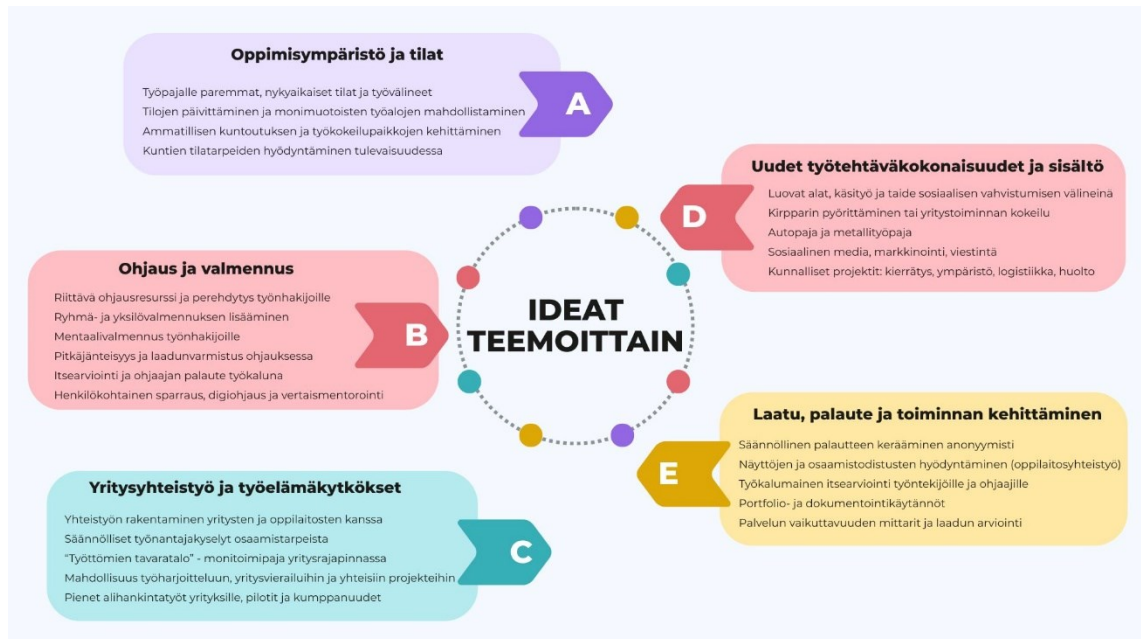 Oppimisympäristö ja tilat
Työpajalle paremmat, nykyaikaiset tilat ja työvälineet
Tilojen päivittäminen ja monimuotoisten työalojen mahdollistaminen
Ammatillisen kuntoutuksen ja työkokeilupaikkojen kehittäminen
Kuntien tilatarpeiden hyödyntäminen tulevaisuudessa
A
Ohjaus ja valmennus
Riittävä ohjausresurssi ja perehdytys työnhakijoille
Ryhmä- ja yksilövalmennuksen lisääminen
Mentaalivalmennus työnhakijoille
Pitkäjänteisyys ja laadunvarmistus ohjauksessa
Itsearviointi ja ohjaajan palaute työkaluna
Henkilökohtainen sparraus, digiohjaus ja vertaismentorointi
B
Yritysyhteistyö ja työelämäkytkökset
Yhteistyön rakentaminen yritysten ja oppilaitosten kanssa
Säännölliset työnantajakyselyt osaamistarpeista
"Työttömien tavaratalo" - monitoimipaja yritysrajapinnassa
Mahdollisuus työharjoitteluun, yritysvierailuihin ja yhteisiin projekteihin
Pienet alihankintatyöt yrityksille, pilotit ja kumppanuudet
C
IDEAT
TEEMOITTAIN
Uudet työtehtäväkokonaisuudet ja sisältö
Luovat alat, käsityö ja taide sosiaalisen vahvistumisen välineinä
Kirpparin pyörittäminen tai yritystoiminnan kokeilu
Autopaja ja metallityöpaja
Sosiaalinen media, markkinointi, viestintä
Kunnalliset projektit: kierrätys, ympäristö, logistiikka, huolto
D
Laatu, palaute ja toiminnan kehittäminen
Säännöllinen palautteen kerääminen anonyymisti
Näyttöjen ja osaamistodistusten hyödyntäminen (oppilaitosyhteistyö)
Työkalumainen itsearviointi työntekijöille ja ohjaajille
Portfolio- ja dokumentointikäytännöt
Palvelun vaikuttavuuden mittarit ja laadun arviointi
E